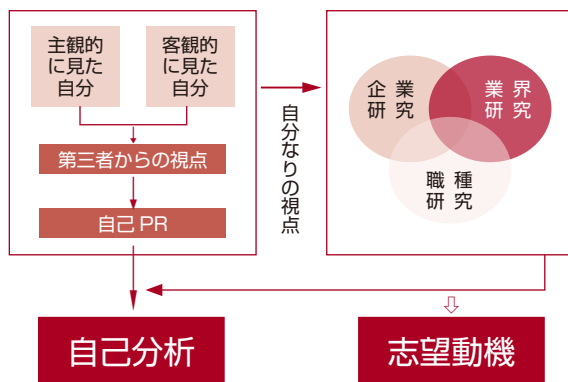 主観的
に見た
自分
客観的
に見た
自分
第三者からの視点
自己 PR
自分なりの視点
企業
研究
業界
研究
職種
研究
自己分析
志望動機